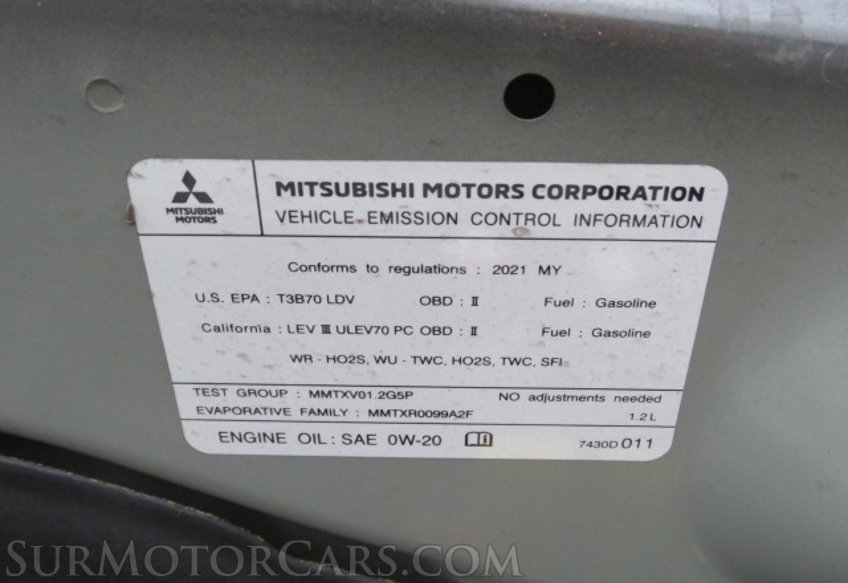 MITSUBISHI MOTORS
MITSUBISHI MOTORS CORPORATION
VEHICLE EMISSION CONTROL INFORMATION
Conforms to regulations : 2021 MY
U.S. EPA : T3B70 LDV OBD : II Fuel : Gasoline
California : LEV III ULEV70 PC OBD : II Fuel : Gasoline
WR - HO2S, WU - TWC, HO2S, TWC, SFI
TEST GROUP : MMTXV01.2G5P NO adjustments needed
EVAPORATIVE FAMILY : MMTXR0099A2F 1.2 L
ENGINE OIL : SAE 0W-20 7430D 011
SURMOTORCARS.COM